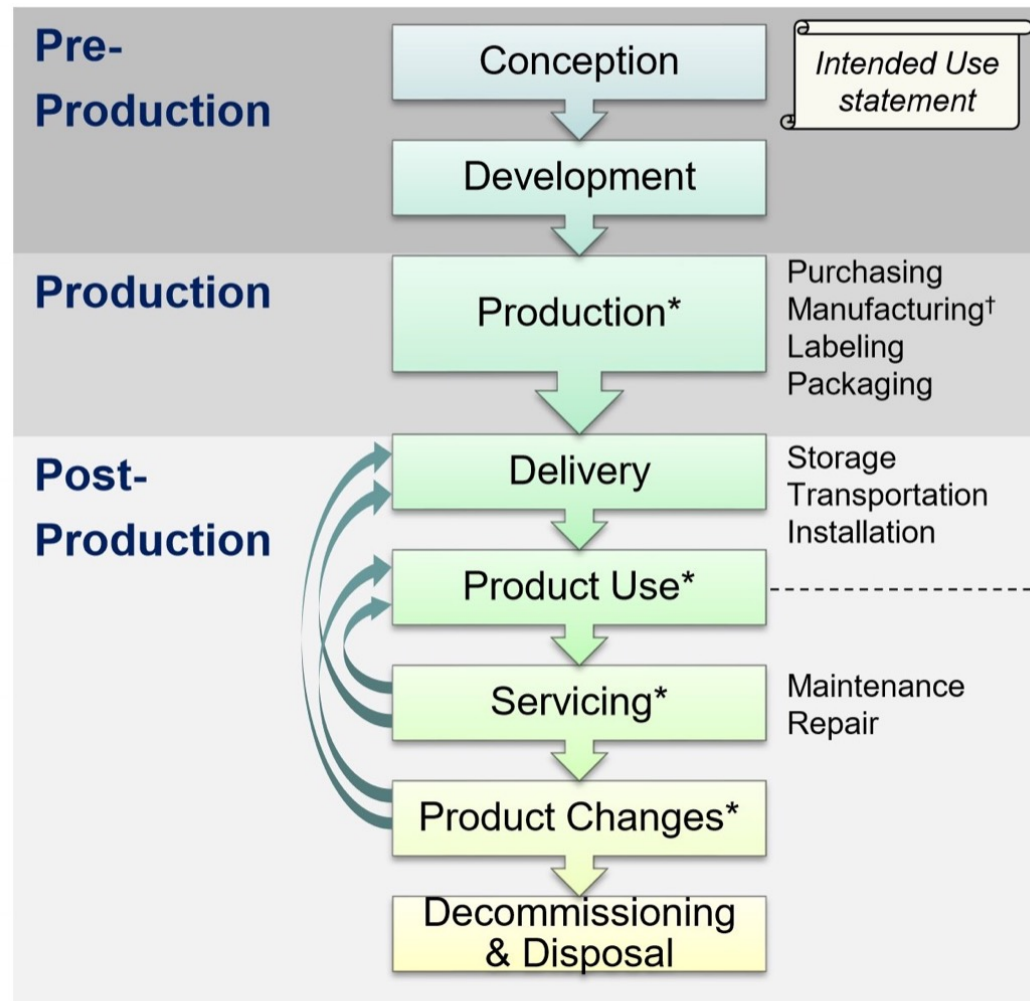 Pre-
Production
Conception
Intended Use
statement
Development
Production
Production*
Purchasing
Manufacturing†
Labeling
Packaging
Post-
Production
Delivery
Storage
Transportation
Installation
Product Use*
Servicing*
Maintenance
Repair
Product Changes*
Decommissioning
& Disposal